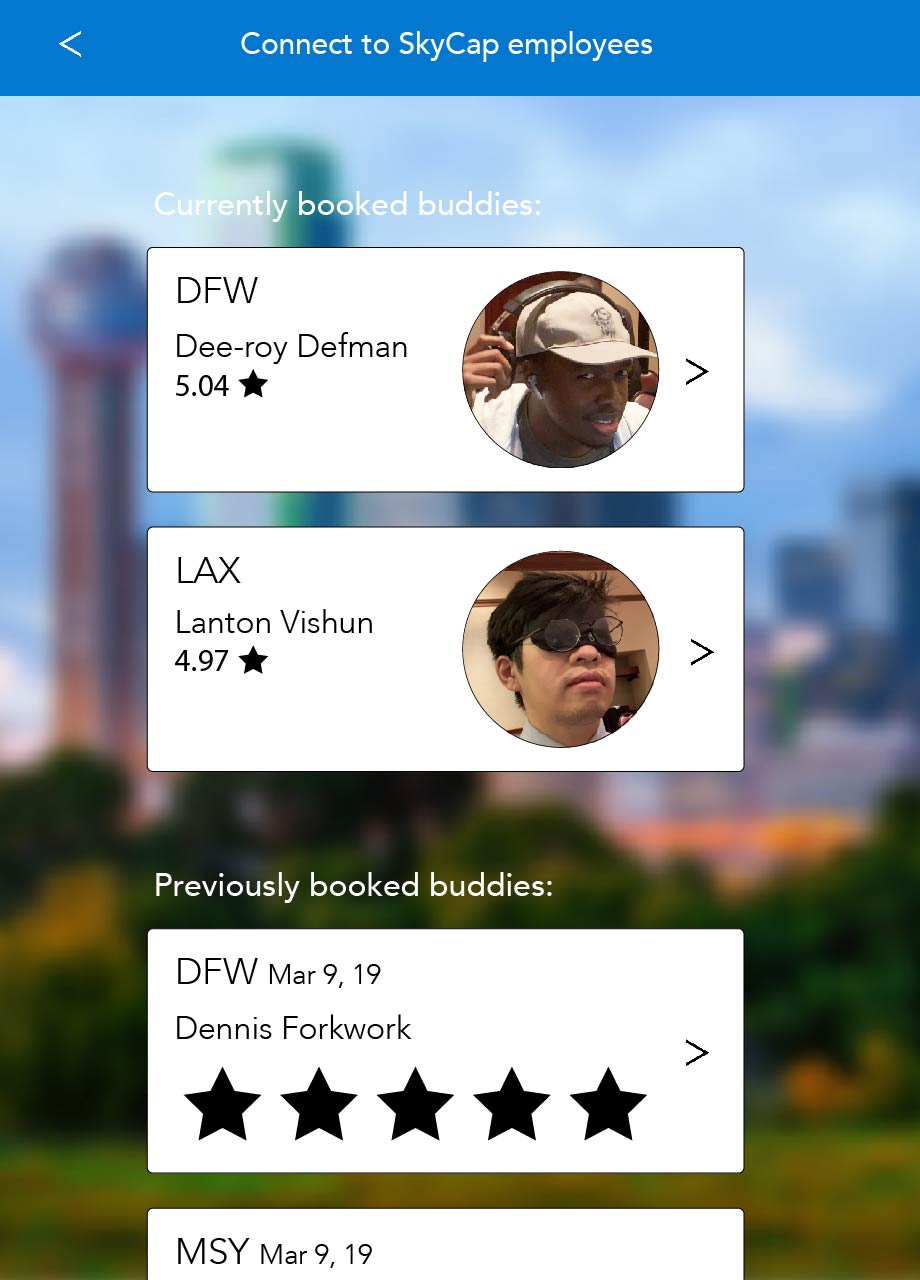 < Connect to SkyCap employees
Currently booked buddies:
DFW
Dee-roy Defman
5.04 ★
>
LAX
Lanton Vishun
4.97 ★
>
Previously booked buddies:
DFW Mar 9, 19
Dennis Forkwork
★ ★ ★ ★ ★
>
MSY Mar 9, 19